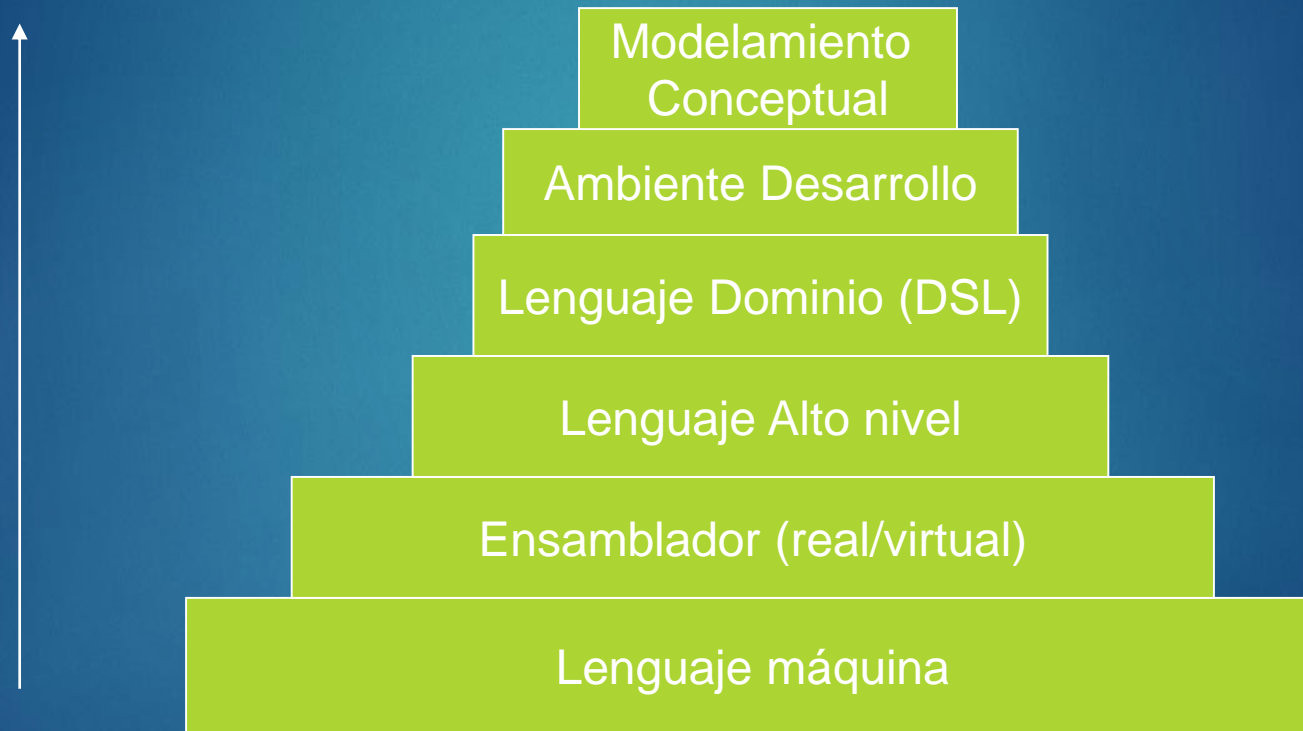 Modelamiento
Conceptual
Ambiente Desarrollo
Lenguaje Dominio (DSL)
Lenguaje Alto nivel
Ensamblador (real/virtual)
Lenguaje máquina